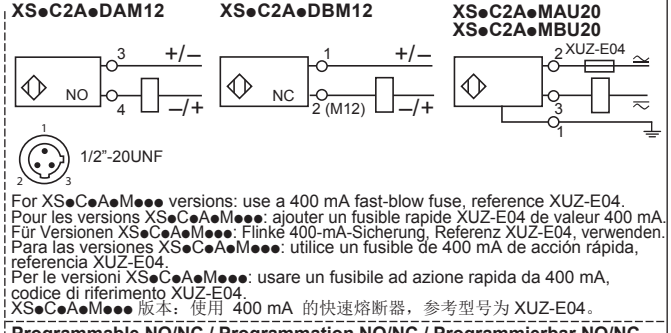 XS●C2A●DAM12
XS●C2A●DBM12
XS●C2A●MAU20
XS●C2A●MBU20
3
+/–
NO
4
–/+
1
+/–
NC
2 (M12)
–/+
2
XUZ-E04
3
1
1
2
3
1/2"-20UNF
For XS●C●A●M●●● versions: use a 400 mA fast-blow fuse, reference XUZ-E04.
Pour les versions XS●C●A●M●●●: ajouter un fusible rapide XUZ-E04 de valeur 400 mA.
Für Versionen XS●C●A●M●●●: Flinke 400-mA-Sicherung, Referenz XUZ-E04, verwenden.
Para las versiones XS●C●A●M●●●: utilice un fusible de 400 mA de acción rápida,
referencia XUZ-E04.
Per le versioni XS●C●A●M●●●: usare un fusibile ad azione rapida da 400 mA,
codice di riferimento XUZ-E04.
XS●C●A●M●●● 版本：使用 400 mA 的快速熔断器，参考型号为 XUZ-E04。
Programmable NO/NC / Programmation NO/NC / Programmierbar NO/NC